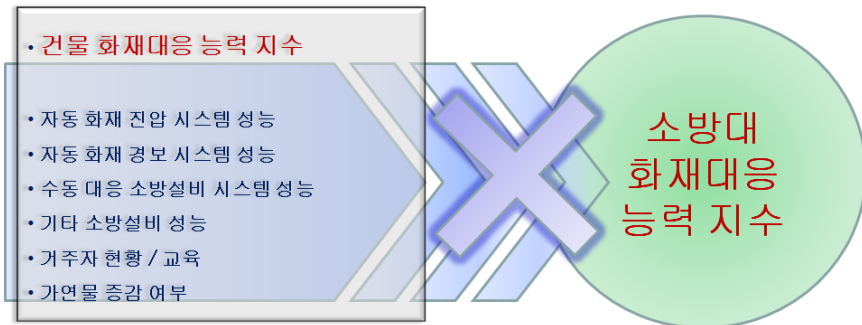 • 건물 화재대응 능력 지수
• 자동 화재 진압 시스템 성능
• 자동 화재 경보 시스템 성능
• 수동 대응 소방설비 시스템 성능
• 기타 소방설비 성능
• 거주자 현황 / 교육
• 가연물 증감 여부
소방대
화재대응
능력 지수